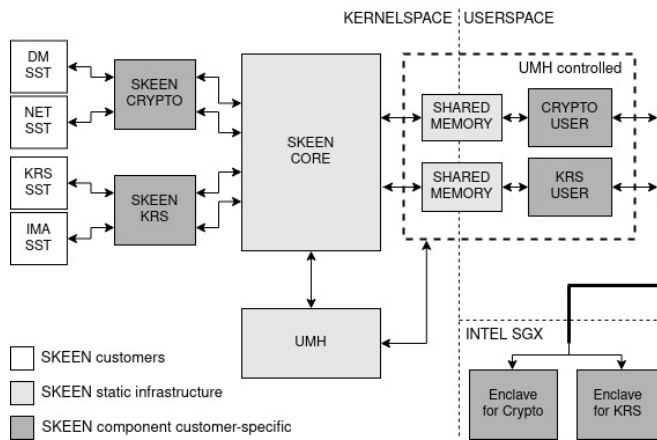 KERNELSPACE
USERSPACE
DM
SST
NET
SST
SKEEN
CRYPTO
KRS
SST
IMA
SST
SKEEN
KRS
SKEEN
CORE
UMH controlled
SHARED
MEMORY
CRYPTO
USER
SHARED
MEMORY
KRS
USER
UMH
INTEL SGX
Enclave
for Crypto
Enclave
for KRS
SKEEN customers
SKEEN static infrastructure
SKEEN component customer-specific